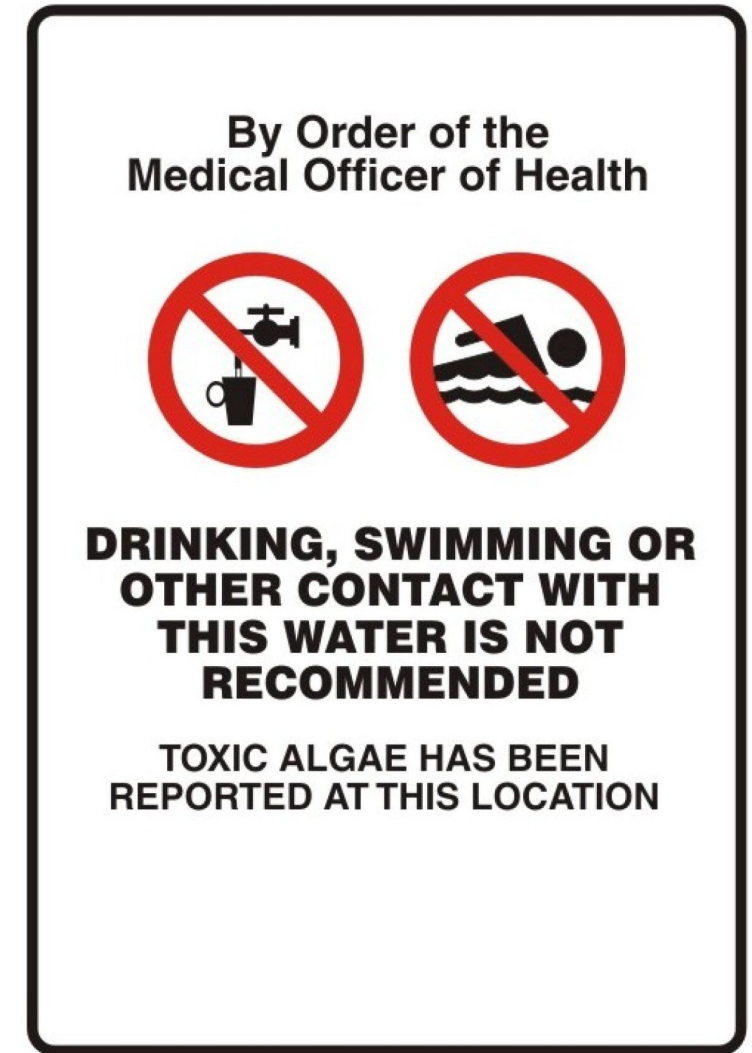 By Order of the
Medical Officer of Health
DRINKING, SWIMMING OR
OTHER CONTACT WITH
THIS WATER IS NOT
RECOMMENDED
TOXIC ALGAE HAS BEEN
REPORTED AT THIS LOCATION